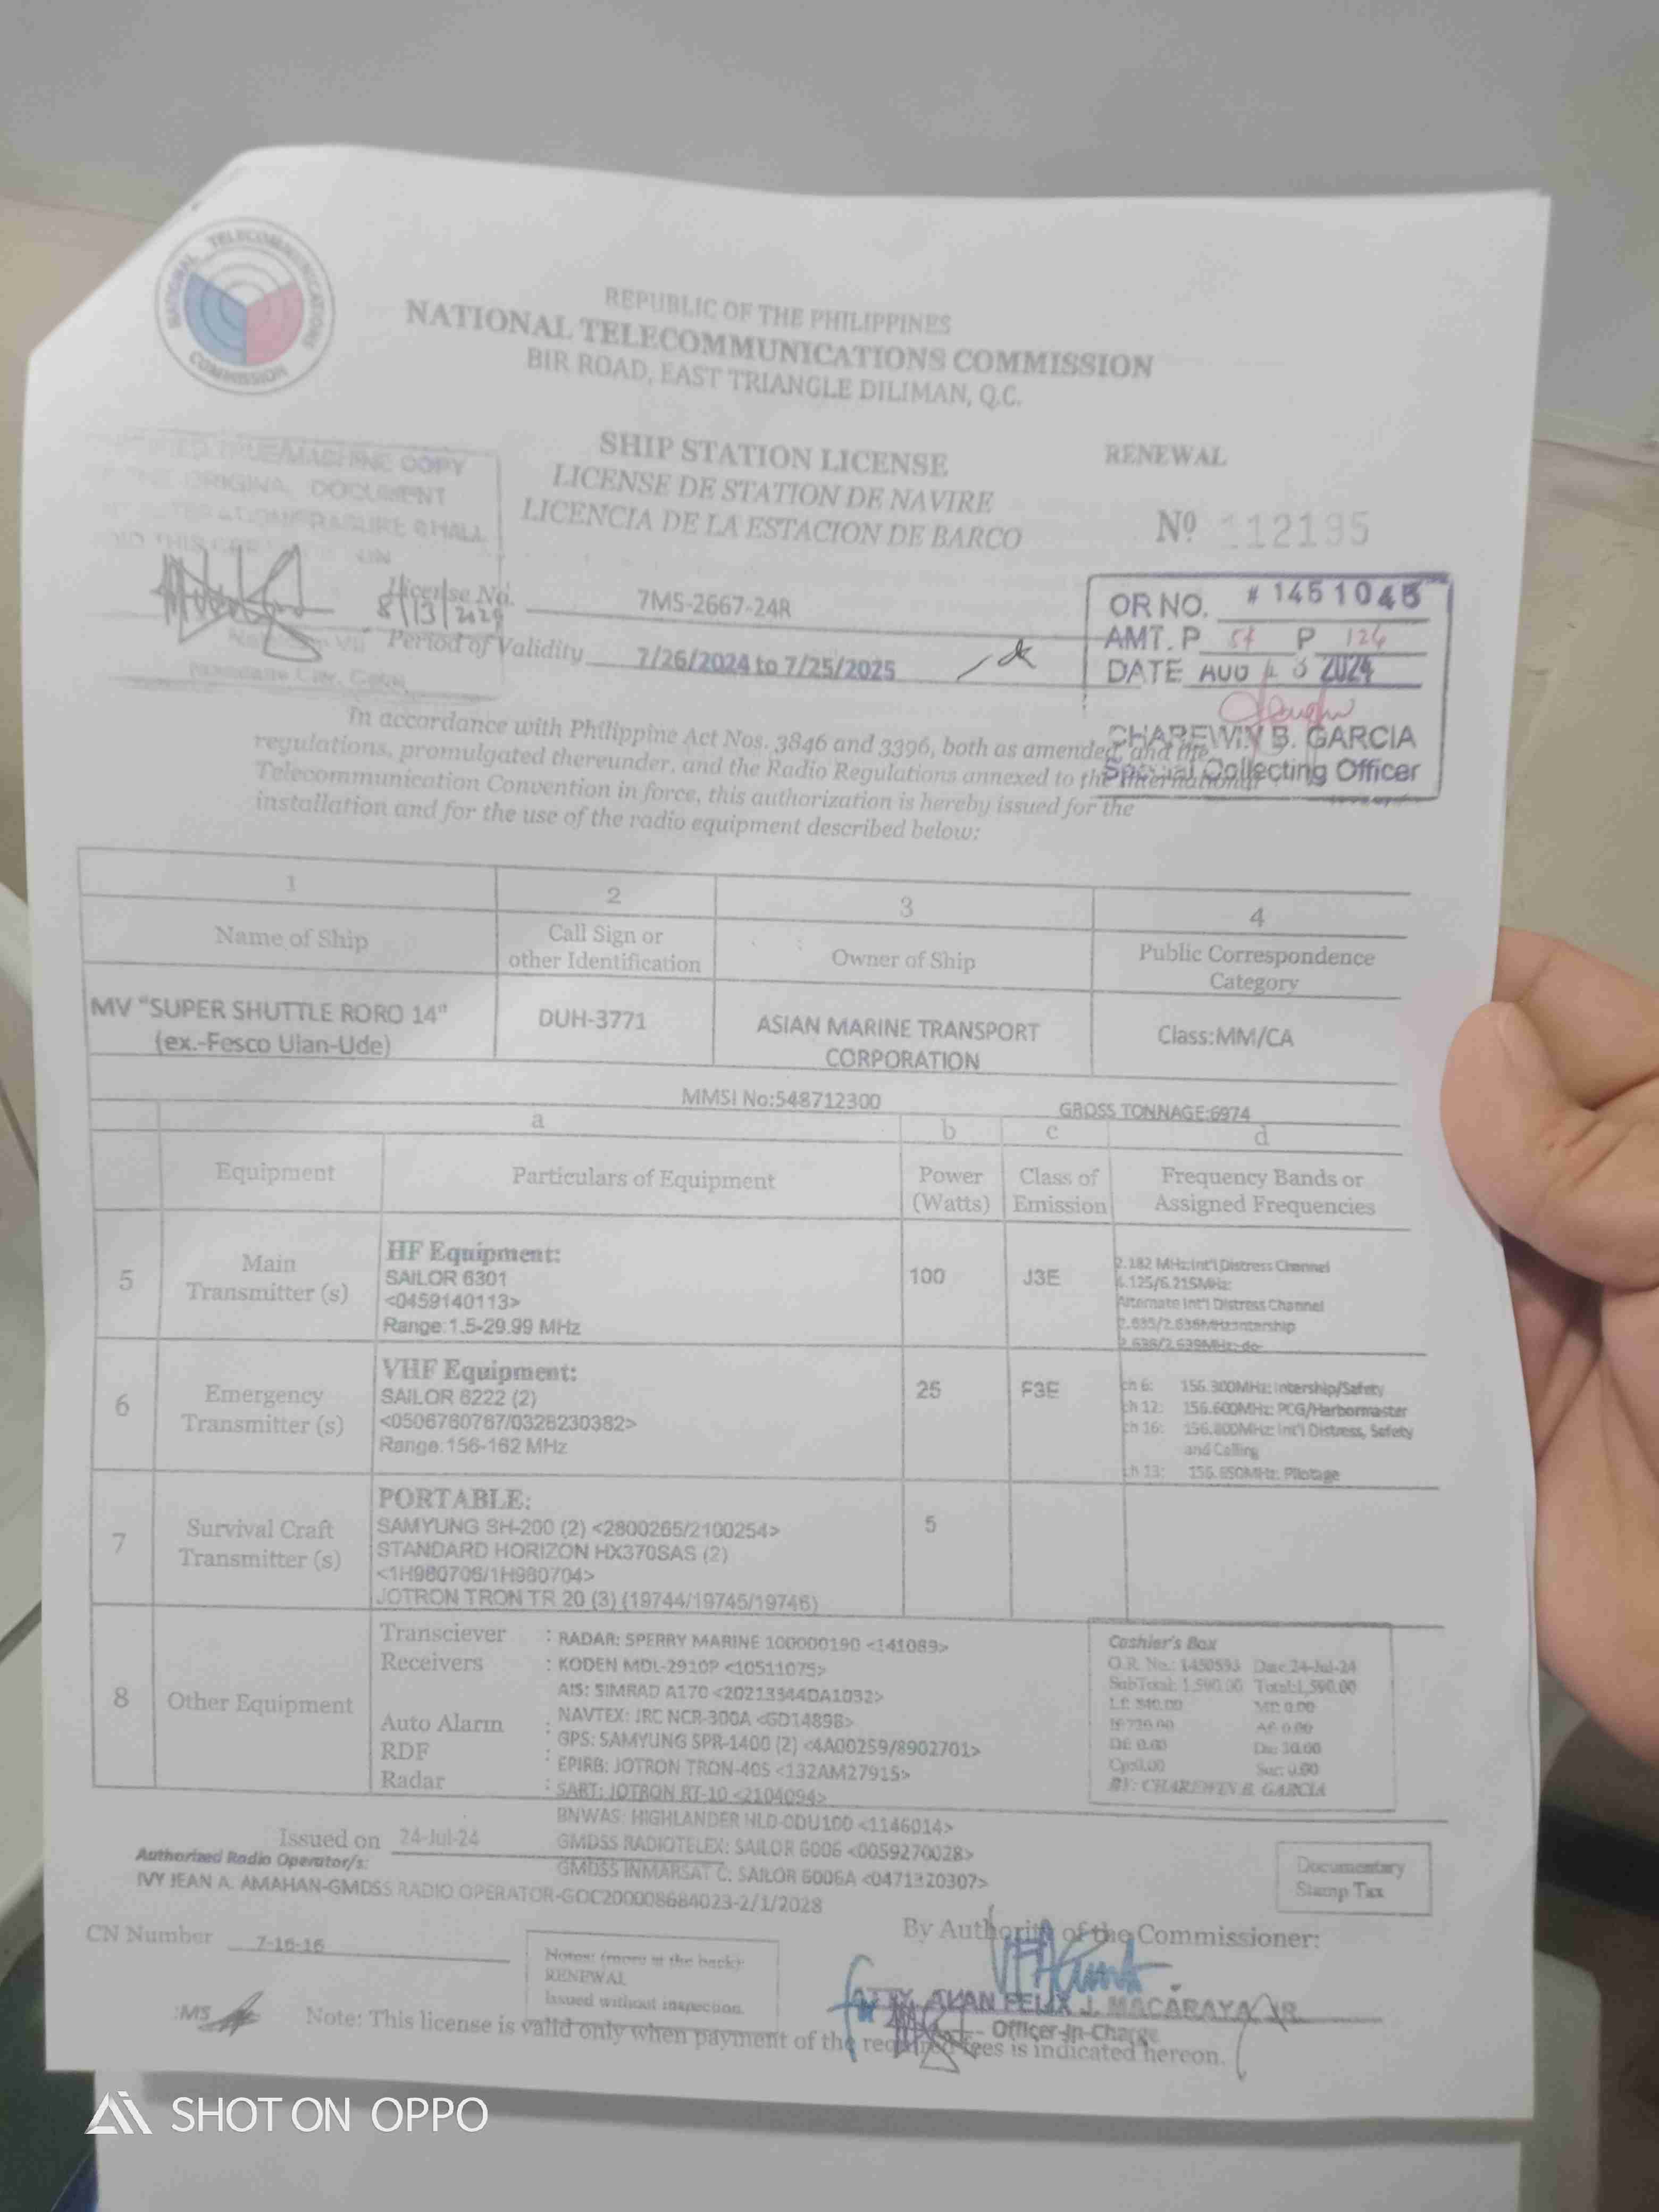 NATIONAL TELECOMMUNICATIONS COMMISSION
REPUBLIC OF THE PHILIPPINES
NATIONAL TELECOMMUNICATIONS COMMISSION
BIR ROAD, EAST TRIANGLE DILIMAN, Q.C.
TRUE/MACHINE COPY
ORIGINAL DOCUMENT
SHALL
SHIP STATION LICENSE
LICENSE DE STATION DE NAVIRE
LICENCIA DE LA ESTACION DE BARCO
RENEWAL
Nº 112195
License No. 7MS-2667-24R
8/13/2024
Period of Validity 7/26/2024 to 7/25/2025
OR NO. # 1451045
AMT. P P 124
DATE AUG 13 2024
CHAREWIN B. GARCIA
Special Collecting Officer
In accordance with Philippine Act Nos. 3846 and 3396, both as amended, and the
regulations, promulgated thereunder, and the Radio Regulations annexed to the International
Telecommunication Convention in force, this authorization is hereby issued for the
installation and for the use of the radio equipment described below:
1 2 3 4
Name of Ship
Call Sign or
other Identification
Owner of Ship
Public Correspondence
Category
MV "SUPER SHUTTLE RORO 14"
(ex.-Fesco Ulan-Ude)
DUH-3771
ASIAN MARINE TRANSPORT
CORPORATION
Class:MM/CA
MMSI No:548712300
GROSS TONNAGE:6974
a b c d
Equipment
Particulars of Equipment
Power
(Watts)
Class of
Emission
Frequency Bands or
Assigned Frequencies
5
Main
Transmitter (s)
HF Equipment:
SAILOR 6301
<0459140113>
Range:1.5-29.99 MHz
100
J3E
2.182 MHz:Int'l Distress Channel
4.125/6.215MHz:
Alternate Int'l Distress Channel
2.635/2.638MHz:Intership
2.636/2.639MHz:-do-
6
Emergency
Transmitter (s)
VHF Equipment:
SAILOR 6222 (2)
<0506760767/0326230382>
Range:156-162 MHz
25
F3E
ch 6: 156.300MHz: Intership/Safety
ch 12: 156.600MHz: PCG/Harbormaster
ch 16: 156.800MHz: Int'l Distress, Safety
and Calling
ch 13: 156.650MHz: Pilotage
7
Survival Craft
Transmitter (s)
PORTABLE:
SAMYUNG SH-200 (2) <2800265/2100254>
STANDARD HORIZON HX370SAS (2)
<1H980706/1H980704>
JOTRON TRON TR 20 (3) (19744/19745/19746)
5
8
Other Equipment
Transciever : RADAR: SPERRY MARINE 100000190 <141089>
Receivers : KODEN MDL-2910P <10511075>
AIS: SIMRAD A170 <20213344DA1032>
NAVTEX: JRC NCR-300A <GD14898>
Auto Alarm :
RDF : GPS: SAMYUNG SPR-1400 (2) <4A00259/8902701>
EPIRB: JOTRON TRON-40S <132AM27915>
Radar : SART: JOTRON RT-10 <2104094>
BNWAS: HIGHLANDER HLD-ODU100 <1146014>
GMDSS RADIOTELEX: SAILOR 6006 <0059270028>
GMDSS INMARSAT C: SAILOR 6006A <0471320307>
Cashier's Box
O.R. No.: 1450593 Date:24-Jul-24
SubTotal: 1,590.00 Total:1,590.00
LF: 840.00 MF: 0.00
IF:720.00 AF: 0.00
DF: 0.00 Dst: 30.00
Sur: 0.00
BY: CHAREWIN B. GARCIA
Issued on 24-Jul-24
Authorized Radio Operator/s:
IVY JEAN A. AMAHAN-GMDSS RADIO OPERATOR-GOC200008684023-2/1/2028
Documentary
Stamp Tax
CN Number 7-16-16
Notes: (more at the back):
RENEWAL
Issued without inspection.
By Authority of the Commissioner:
ATTY. ALAN FELIX J. MACARAYA JR.
Officer-In-Charge
:MS
Note: This license is valid only when payment of the required fees is indicated hereon.
SHOT ON OPPO